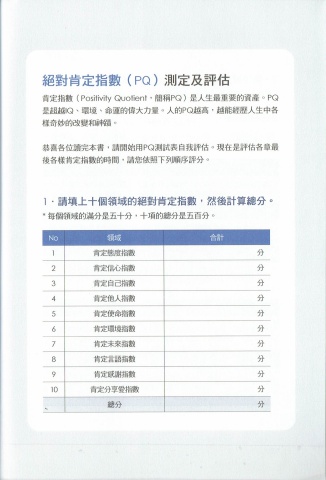 絕對肯定指數（PQ）測定及評估
肯定指數（Positivity Quotient，簡稱PQ）是人生最重要的資產。PQ
是超越IQ、環境、命運的偉大力量。人的PQ越高，越能經歷人生中各
樣奇妙的改變和神蹟。
恭喜各位讀完本書，請開始用PQ測試表自我評估。現在是評估各章最
後各樣肯定指數的時間，請您依照下列順序評分。
1．請填上十個領域的絕對肯定指數，然後計算總分。
* 每個領域的滿分是五十分，十項的總分是五百分。
No 領域 合計
1 肯定態度指數 分
2 肯定信心指數 分
3 肯定自己指數 分
4 肯定他人指數 分
5 肯定使命指數 分
6 肯定環境指數 分
7 肯定未來指數 分
8 肯定言語指數 分
9 肯定感謝指數 分
10 肯定分享愛指數 分
總分 分